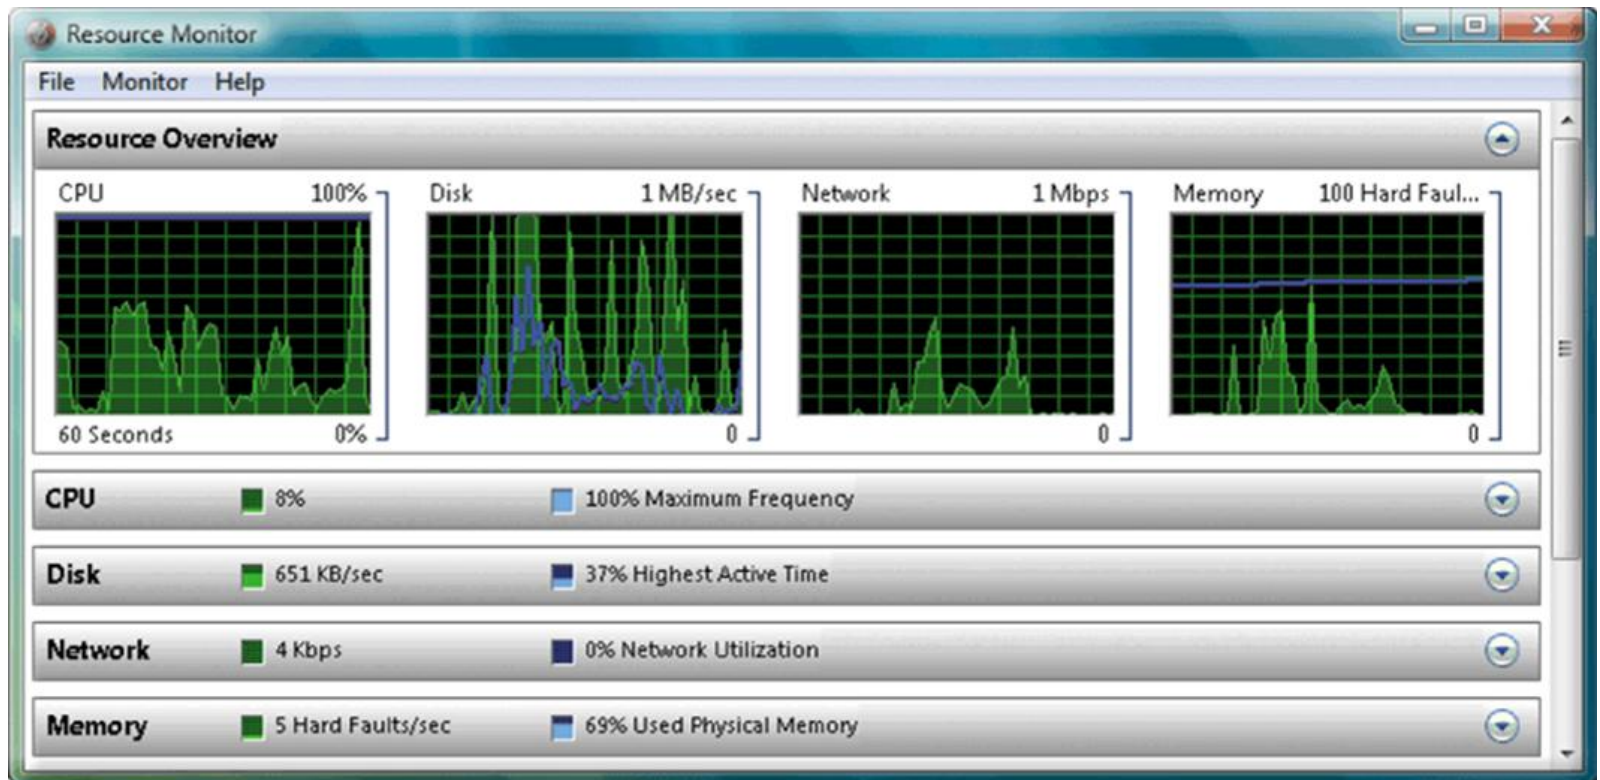 Resource Monitor
File Monitor Help
Resource Overview
CPU 100% Disk 1 MB/sec Network 1 Mbps Memory 100 Hard Faul...
60 Seconds 0% 0 0 0
CPU 8% 100% Maximum Frequency
Disk 651 KB/sec 37% Highest Active Time
Network 4 Kbps 0% Network Utilization
Memory 5 Hard Faults/sec 69% Used Physical Memory